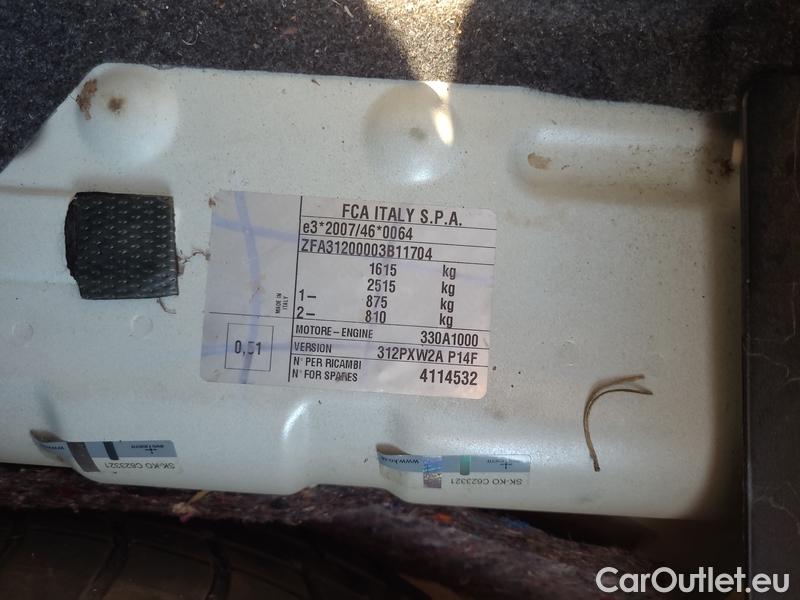 FCA ITALY S.P.A.
e3*2007/46*0064
ZFA31200003B11704
1615 kg
2515 kg
1- 875 kg
2- 810 kg
MADE IN
ITALY
MOTORE-ENGINE 330A1000
0,51
VERSION 312PXW2A P14F
N° PER RICAMBI
N° FOR SPARES 4114532
SK-KO C623321
SK-KO C623321
CarOutlet.eu